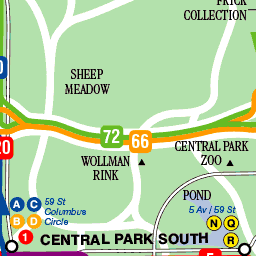 FRICK
COLLECTION
SHEEP
MEADOW
72
66
20
WOLLMAN
RINK
CENTRAL PARK
ZOO
A C
B D
1
59 St
Columbus
Circle
POND
5 Av / 59 St
N Q
R
CENTRAL PARK SOUTH